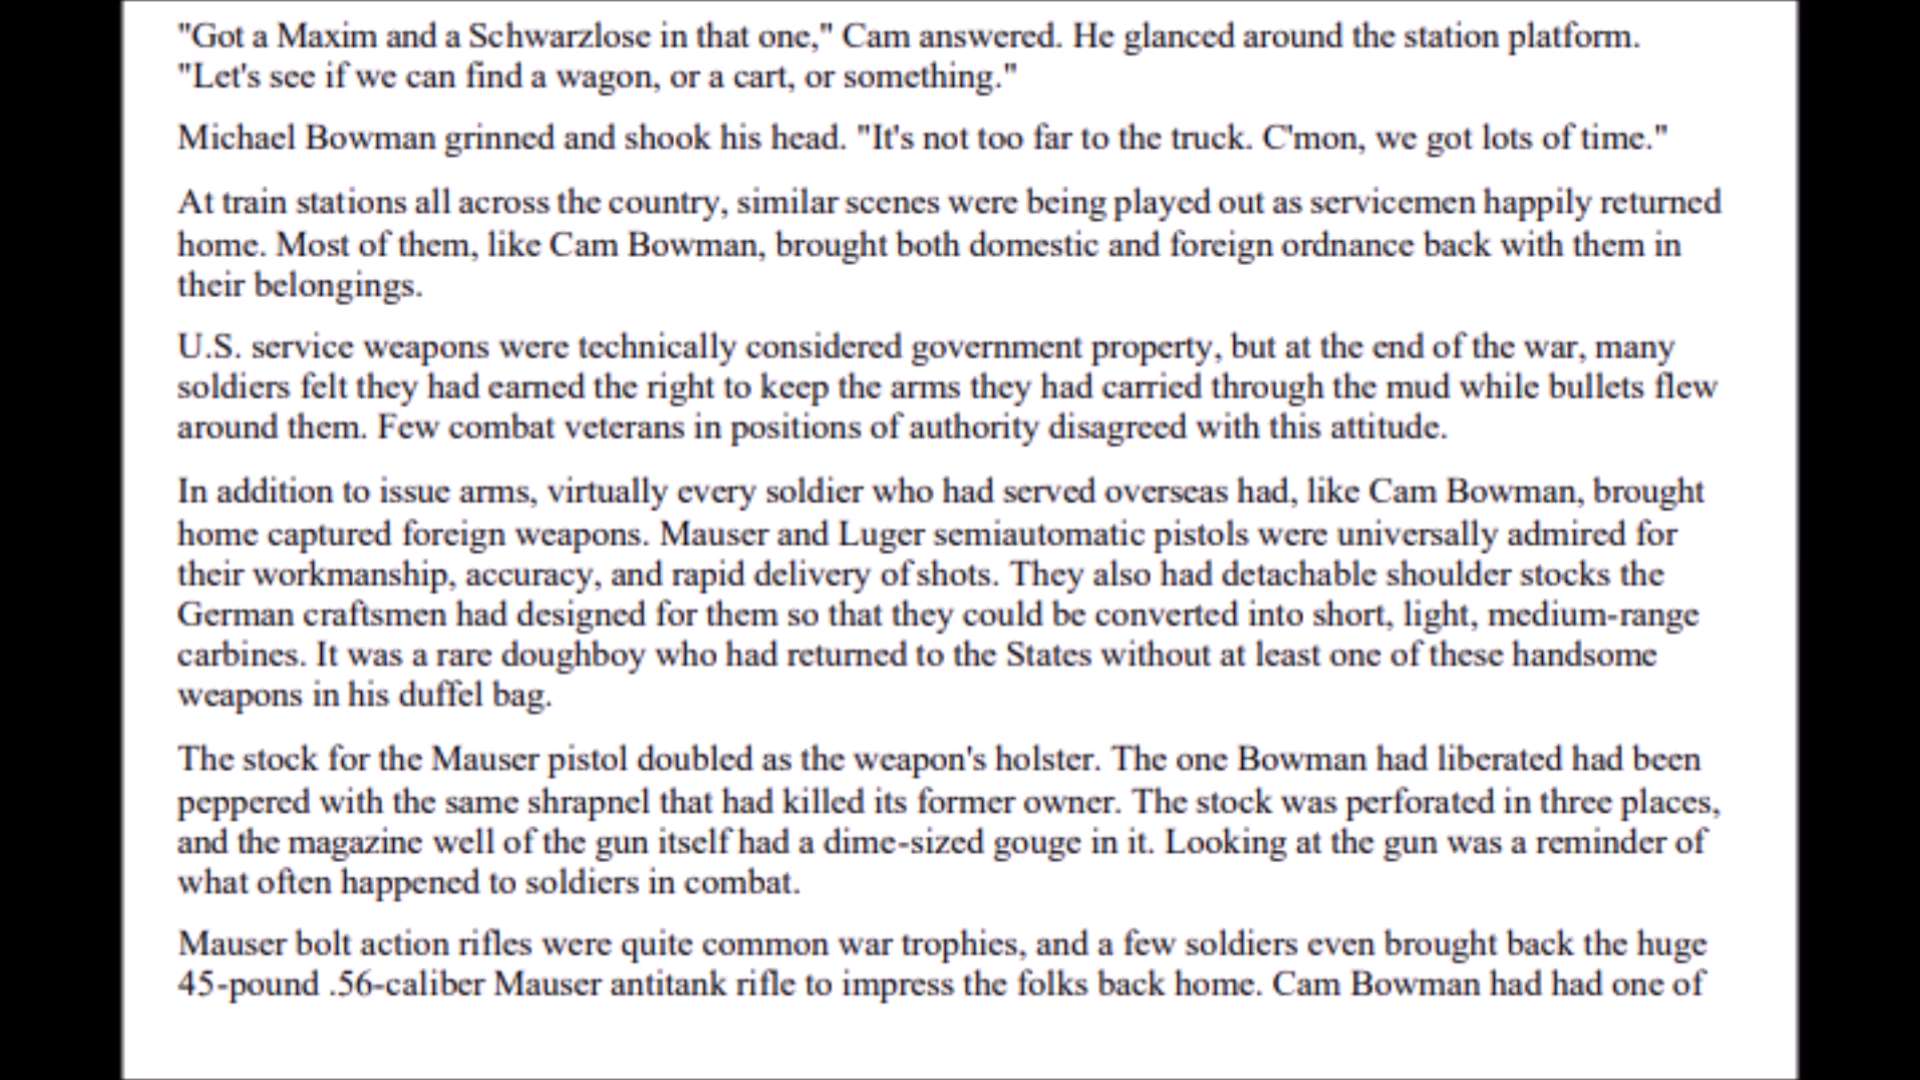 "Got a Maxim and a Schwarzlose in that one," Cam answered. He glanced around the station platform.
"Let's see if we can find a wagon, or a cart, or something."
Michael Bowman grinned and shook his head. "It's not too far to the truck. C'mon, we got lots of time."
At train stations all across the country, similar scenes were being played out as servicemen happily returned
home. Most of them, like Cam Bowman, brought both domestic and foreign ordnance back with them in
their belongings.
U.S. service weapons were technically considered government property, but at the end of the war, many
soldiers felt they had earned the right to keep the arms they had carried through the mud while bullets flew
around them. Few combat veterans in positions of authority disagreed with this attitude.
In addition to issue arms, virtually every soldier who had served overseas had, like Cam Bowman, brought
home captured foreign weapons. Mauser and Luger semiautomatic pistols were universally admired for
their workmanship, accuracy, and rapid delivery of shots. They also had detachable shoulder stocks the
German craftsmen had designed for them so that they could be converted into short, light, medium-range
carbines. It was a rare doughboy who had returned to the States without at least one of these handsome
weapons in his duffel bag.
The stock for the Mauser pistol doubled as the weapon's holster. The one Bowman had liberated had been
peppered with the same shrapnel that had killed its former owner. The stock was perforated in three places,
and the magazine well of the gun itself had a dime-sized gouge in it. Looking at the gun was a reminder of
what often happened to soldiers in combat.
Mauser bolt action rifles were quite common war trophies, and a few soldiers even brought back the huge
45-pound .56-caliber Mauser antitank rifle to impress the folks back home. Cam Bowman had had one of